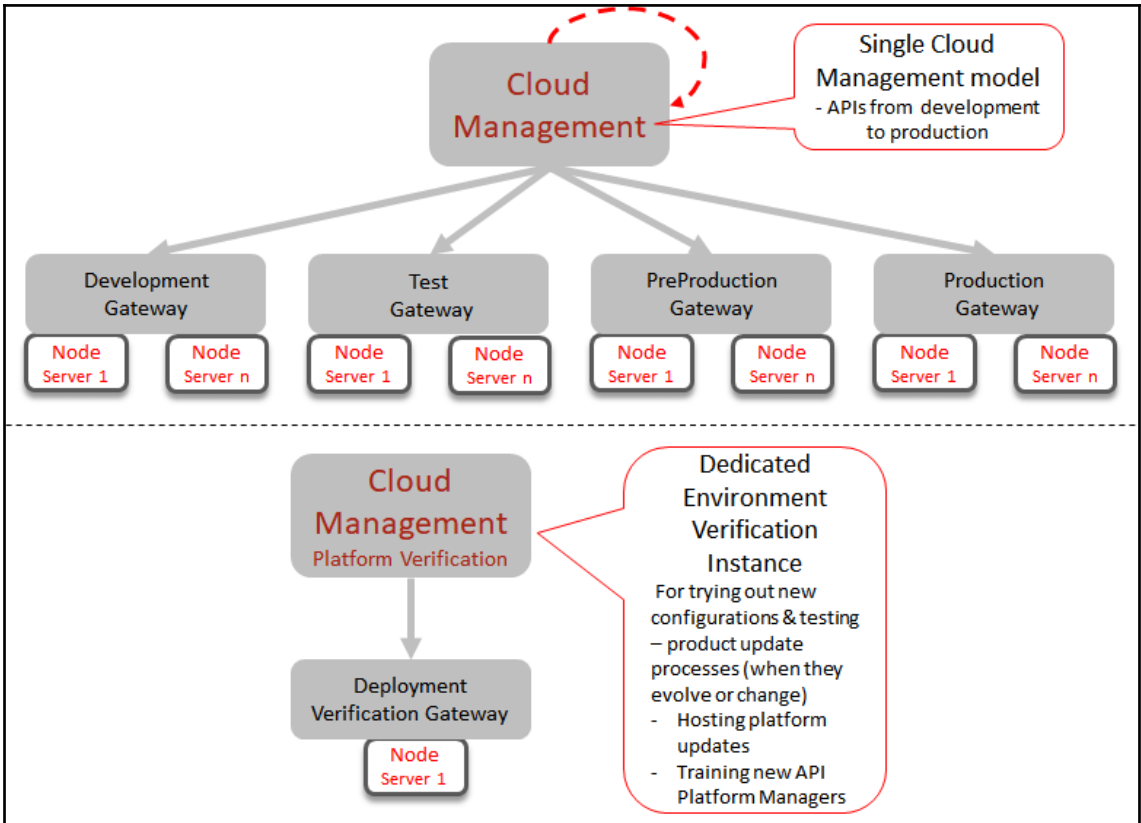 Cloud
Management
Single Cloud
Management model
- APIs from development
to production
Development
Gateway
Test
Gateway
PreProduction
Gateway
Production
Gateway
Node
Server 1
Node
Server n
Node
Server 1
Node
Server n
Node
Server 1
Node
Server n
Node
Server 1
Node
Server n
Cloud
Management
Platform Verification
Dedicated
Environment
Verification
Instance
For trying out new
configurations & testing
– product update
processes (when they
evolve or change)
- Hosting platform
updates
- Training new API
Platform Managers
Deployment
Verification Gateway
Node
Server 1